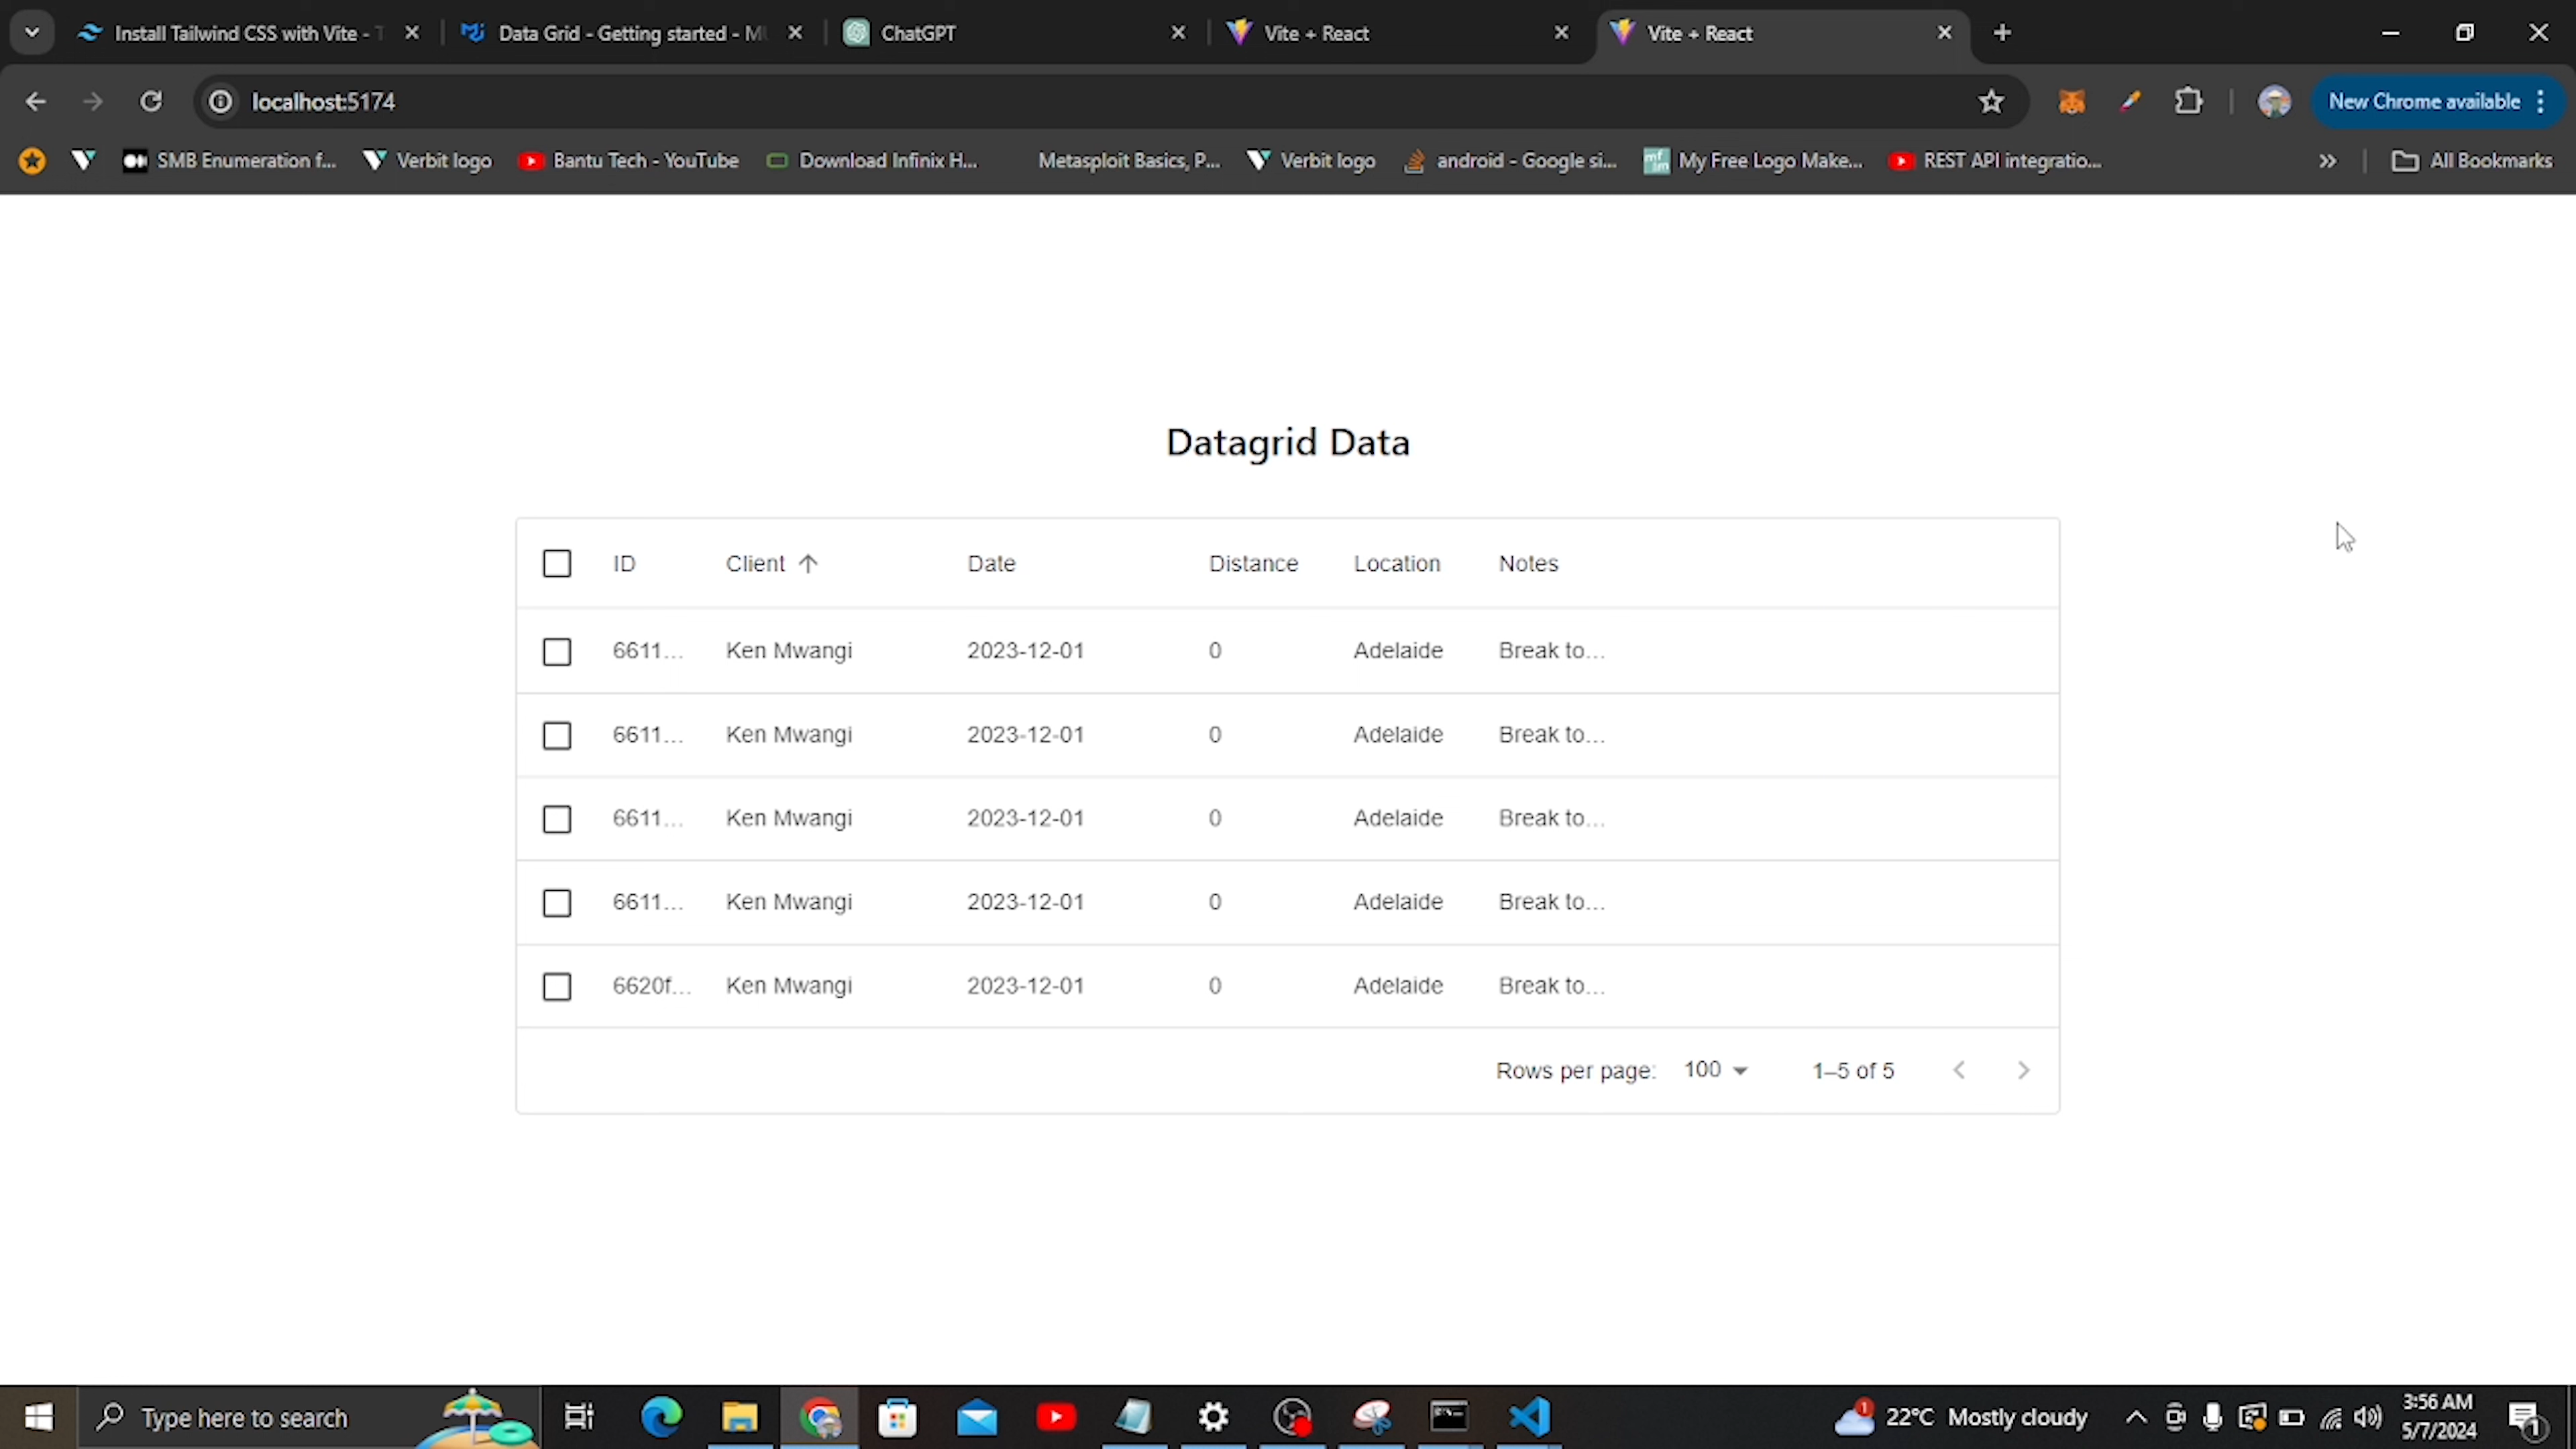 Install Tailwind CSS with Vite - T
Data Grid - Getting started - MU
ChatGPT
Vite + React
Vite + React
localhost:5174
New Chrome available
SMB Enumeration f...
Verbit logo
Bantu Tech - YouTube
Download Infinix H...
Metasploit Basics, P...
Verbit logo
android - Google si...
My Free Logo Make...
REST API integratio...
All Bookmarks
Datagrid Data
ID Client Date Distance Location Notes
6611... Ken Mwangi 2023-12-01 0 Adelaide Break to...
6611... Ken Mwangi 2023-12-01 0 Adelaide Break to...
6611... Ken Mwangi 2023-12-01 0 Adelaide Break to...
6611... Ken Mwangi 2023-12-01 0 Adelaide Break to...
6620f... Ken Mwangi 2023-12-01 0 Adelaide Break to...
Rows per page: 100 1–5 of 5
Type here to search
1
22°C Mostly cloudy
3:56 AM
5/7/2024
1